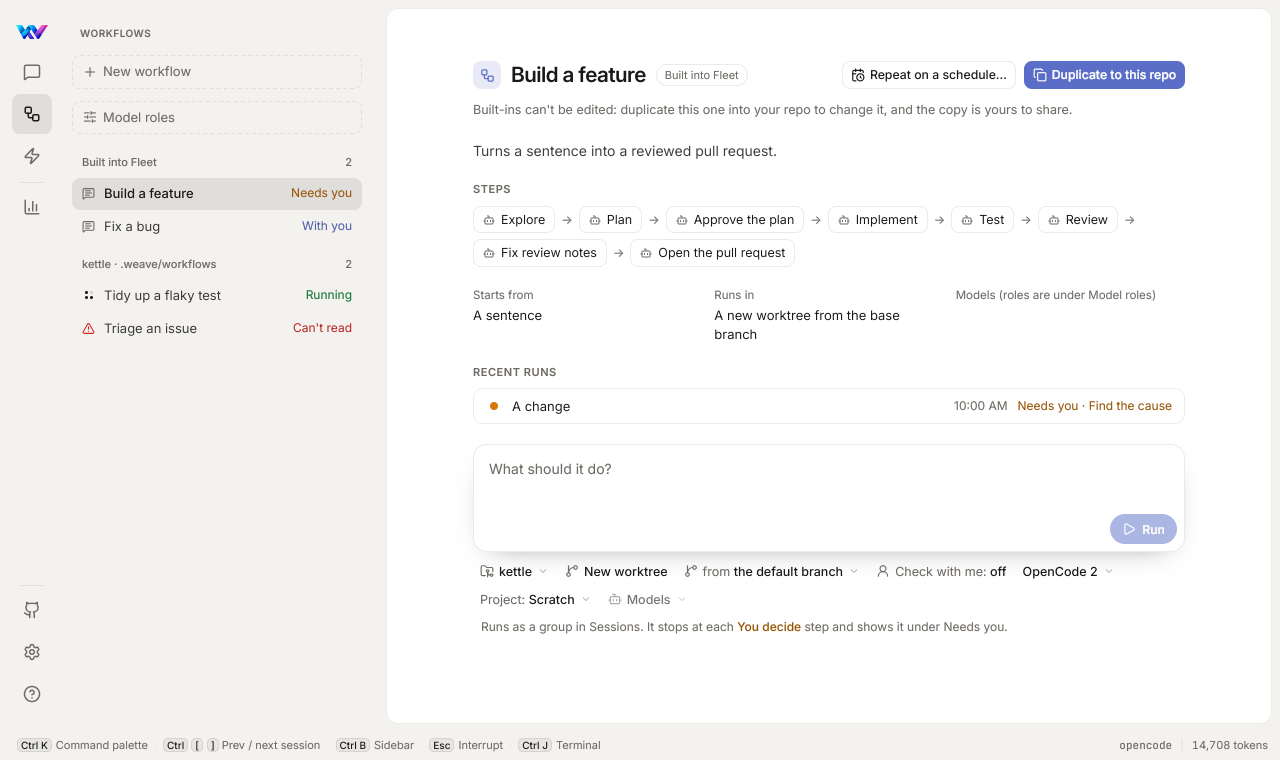 WORKFLOWS
New workflow
Model roles
Built into Fleet 2
Build a feature Needs you
Fix a bug With you
kettle · .weave/workflows 2
Tidy up a flaky test Running
Triage an issue Can't read
Build a feature Built into Fleet Repeat on a schedule... Duplicate to this repo
Built-ins can't be edited: duplicate this one into your repo to change it, and the copy is yours to share.
Turns a sentence into a reviewed pull request.
STEPS
Explore → Plan → Approve the plan → Implement → Test → Review →
Fix review notes → Open the pull request
Starts from Runs in Models (roles are under Model roles)
A sentence A new worktree from the base
branch
RECENT RUNS
A change 10:00 AM Needs you · Find the cause
What should it do?
Run
kettle New worktree from the default branch Check with me: off OpenCode 2
Project: Scratch Models
Runs as a group in Sessions. It stops at each You decide step and shows it under Needs you.
Ctrl K Command palette Ctrl [ ] Prev / next session Ctrl B Sidebar Esc Interrupt Ctrl J Terminal opencode 14,708 tokens